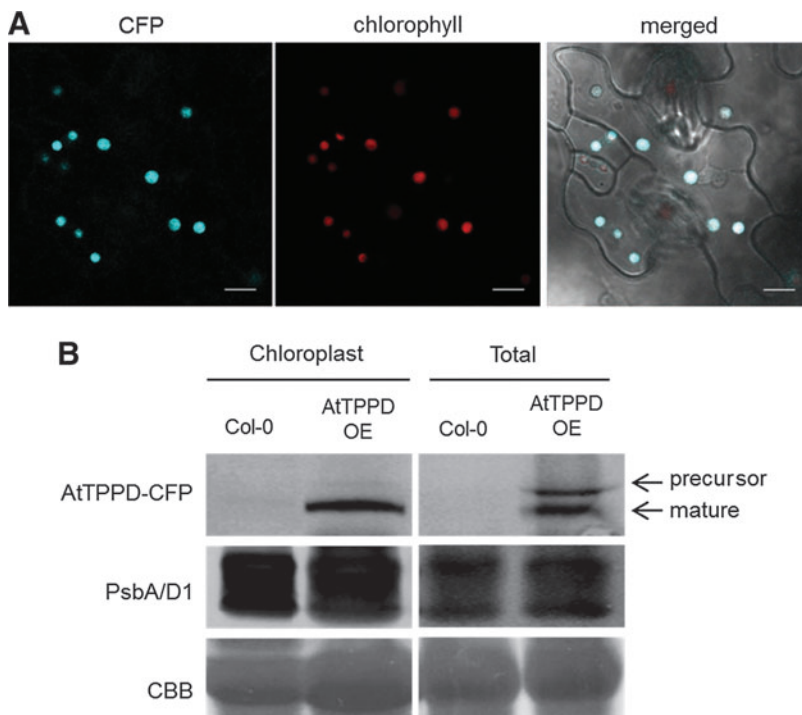 A
CFP
chlorophyll
merged
B
Chloroplast
Total
Col-0
AtTPPD
OE
Col-0
AtTPPD
OE
AtTPPD-CFP
precursor
mature
PsbA/D1
CBB